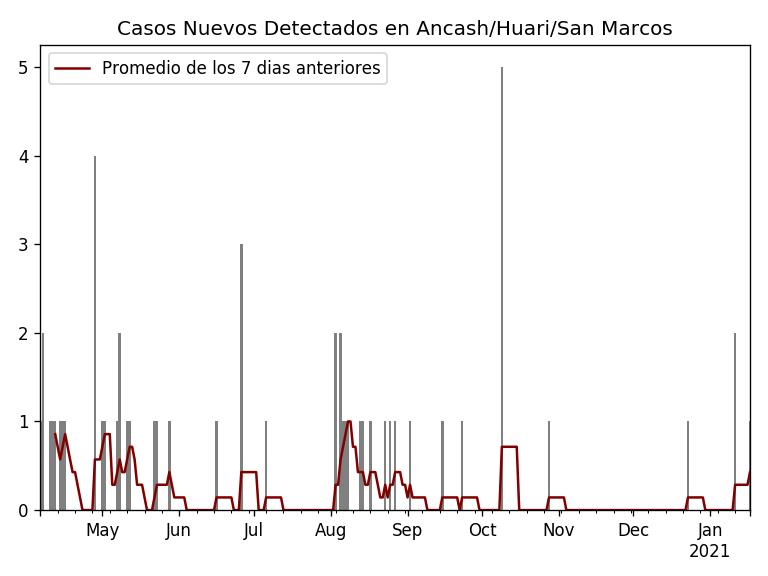 Casos Nuevos Detectados en Ancash/Huari/San Marcos
Promedio de los 7 dias anteriores
5
4
3
2
1
0
May Jun Jul Aug Sep Oct Nov Dec Jan
2021